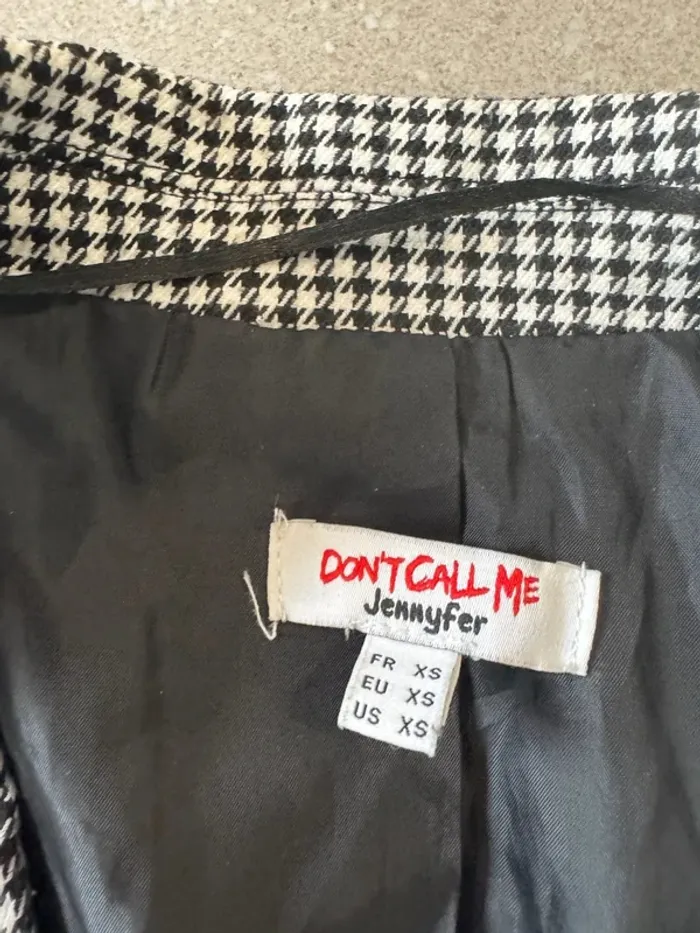 DON'T CALL ME
Jennyfer
FR XS
EU XS
US XS